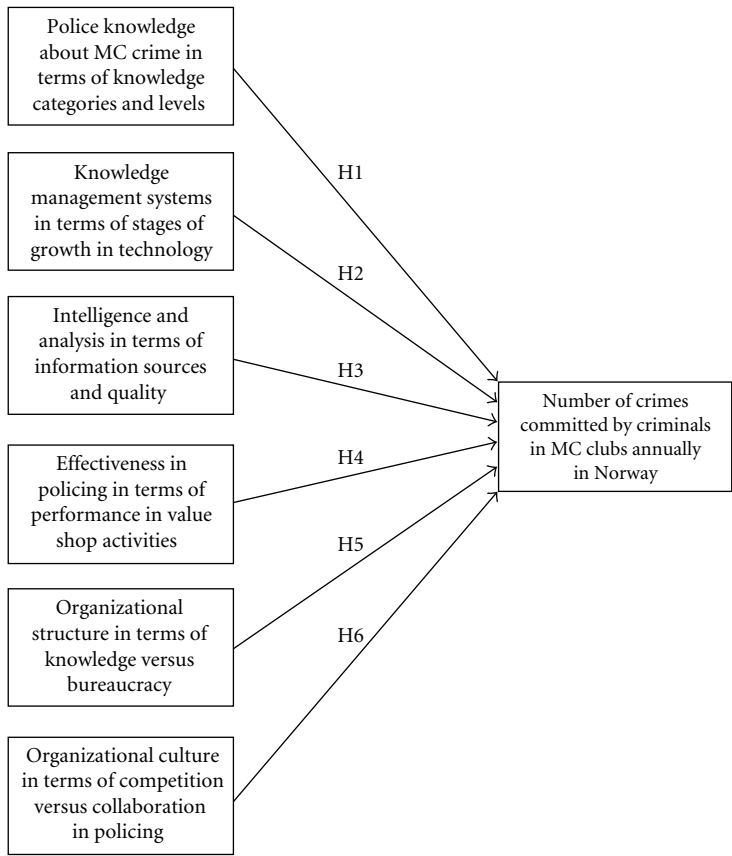 Police knowledge
about MC crime in
terms of knowledge
categories and levels
H1
Knowledge
management systems
in terms of stages of
growth in technology
H2
Intelligence and
analysis in terms of
information sources
and quality
H3
Number of crimes
committed by criminals
in MC clubs annually
in Norway
Effectiveness in
policing in terms of
performance in value
shop activities
H4
Organizational
structure in terms of
knowledge versus
bureaucracy
H5
Organizational culture
in terms of competition
versus collaboration
in policing
H6